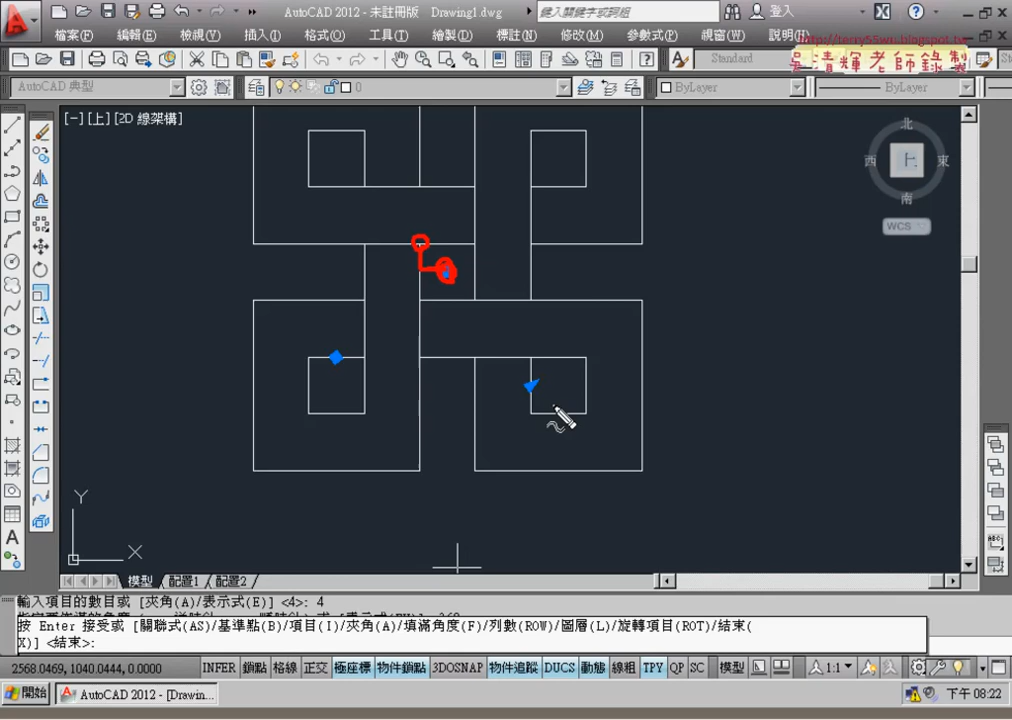 AutoCAD 2012 - 未註冊版 Drawing1.dwg
鍵入關鍵字或詞組
登入
檔案(F) 編輯(E) 檢視(V) 插入(I) 格式(O) 工具(T) 繪製(D) 標註(N) 修改(M) 參數式(P) 視窗(W) 說明(H)
http://terry55wu.blogspot.tw
吳清輝老師錄製
Standard
AutoCAD 典型
0
ByLayer
ByLayer
[−] [上] [2D 線架構]
北
西 上 東
南
WCS
Y
X
模型 配置1 配置2
輸入項目的數目或 [夾角(A)/表示式(E)] <4>: 4
按 Enter 接受或 [關聯式(AS)/基準點(B)/項目(I)/夾角(A)/填滿角度(F)/列數(ROW)/圖層(L)/旋轉項目(ROT)/結束(
X)] <結束>:
2568.0469, 1040.0444, 0.0000 INFER 鎖點 格線 正交 極座標 物件鎖點 3DOSNAP 物件追蹤 DUCS 動態 線粗 TPY QP SC 模型 1:1
開始 AutoCAD 2012 - [Drawin... 下午 08:22